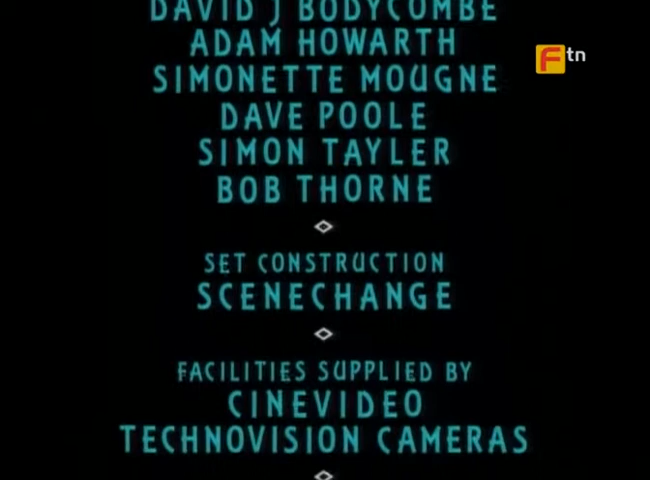 DAVID J BODYCOMBE
Ftn
ADAM HOWARTH
SIMONETTE MOUGNE
DAVE POOLE
SIMON TAYLER
BOB THORNE
SET CONSTRUCTION
SCENECHANGE
FACILITIES SUPPLIED BY
CINEVIDEO
TECHNOVISION CAMERAS